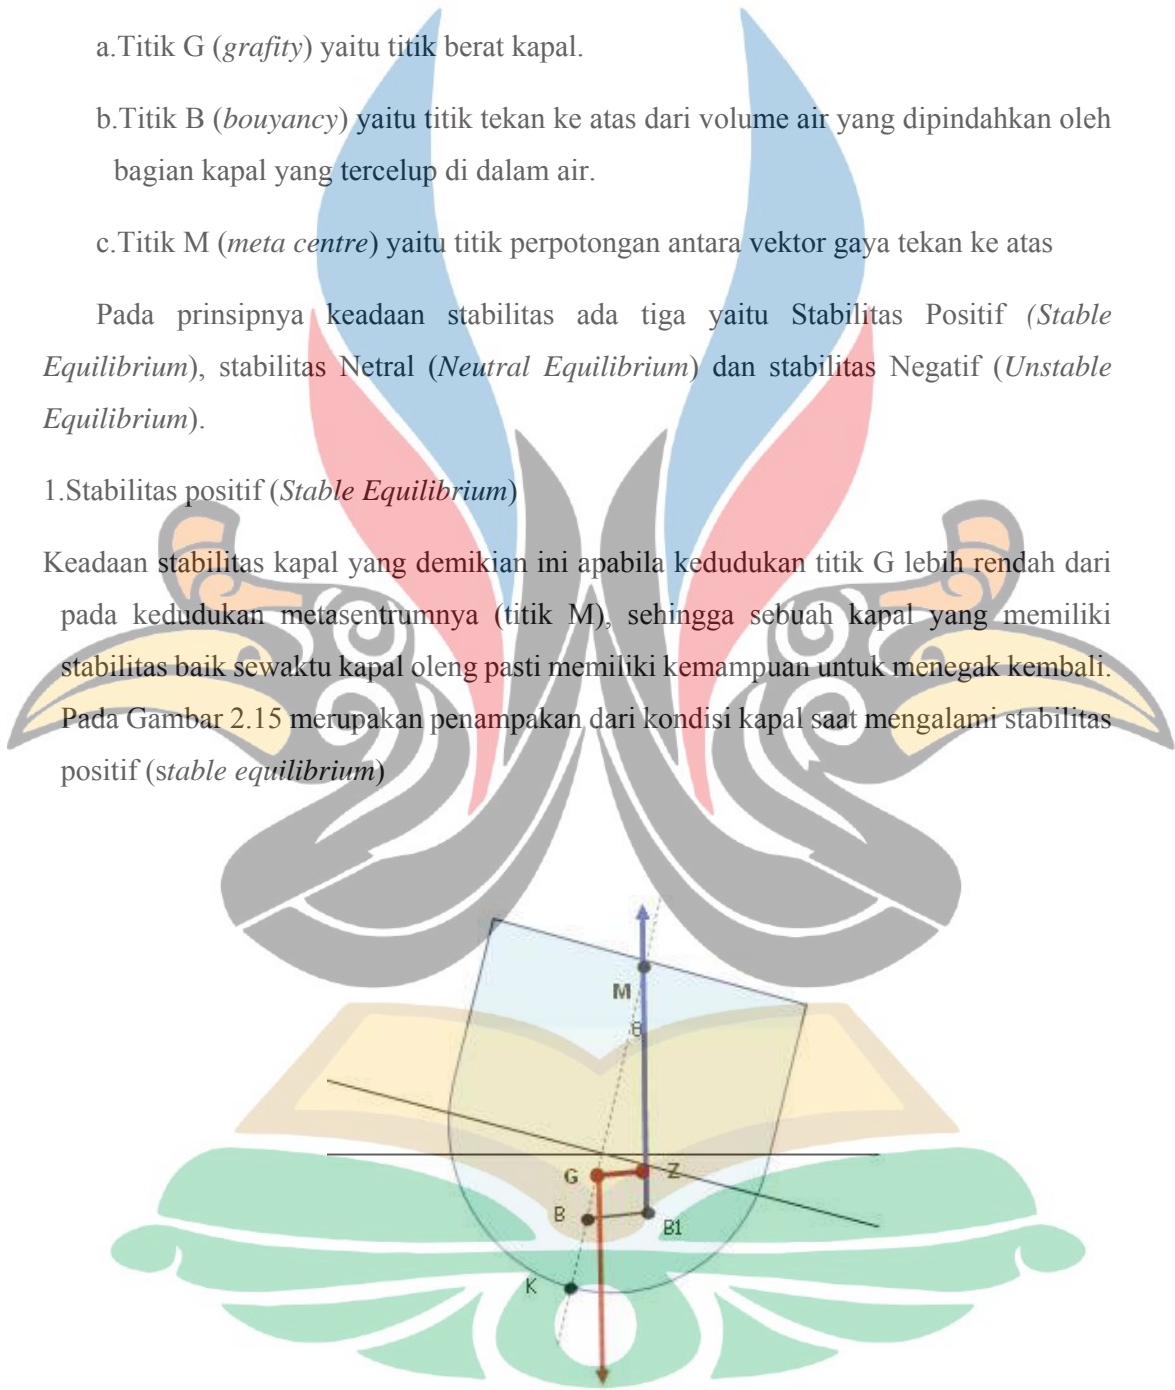 a.Titik G (grafity) yaitu titik berat kapal.
b.Titik B (bouyancy) yaitu titik tekan ke atas dari volume air yang dipindahkan oleh
bagian kapal yang tercelup di dalam air.
c.Titik M (meta centre) yaitu titik perpotongan antara vektor gaya tekan ke atas
Pada prinsipnya keadaan stabilitas ada tiga yaitu Stabilitas Positif (Stable
Equilibrium), stabilitas Netral (Neutral Equilibrium) dan stabilitas Negatif (Unstable
Equilibrium).
1.Stabilitas positif (Stable Equilibrium)
Keadaan stabilitas kapal yang demikian ini apabila kedudukan titik G lebih rendah dari
pada kedudukan metasentrumnya (titik M), sehingga sebuah kapal yang memiliki
stabilitas baik sewaktu kapal oleng pasti memiliki kemampuan untuk menegak kembali.
Pada Gambar 2.15 merupakan penampakan dari kondisi kapal saat mengalami stabilitas
positif (stable equilibrium)
M
θ
G
Z
B
B1
K